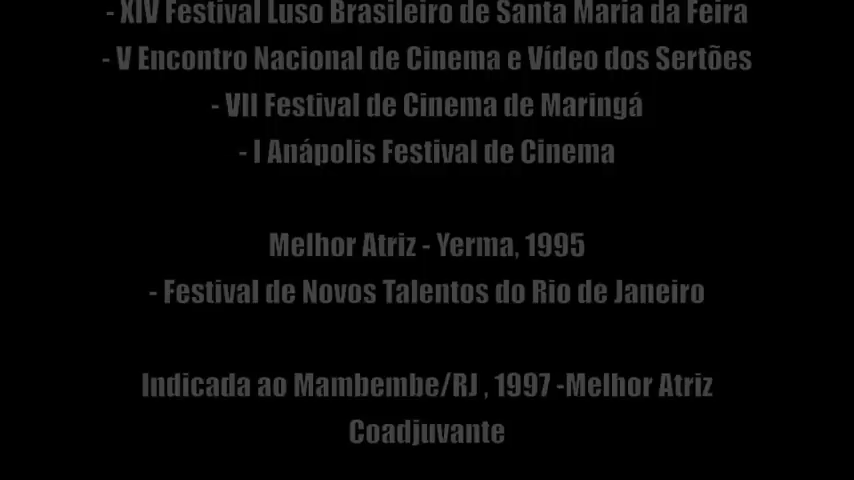 - XIV Festival Luso Brasileiro de Santa Maria da Feira
- V Encontro Nacional de Cinema e Vídeo dos Sertões
- VII Festival de Cinema de Maringá
- I Anápolis Festival de Cinema
Melhor Atriz - Yerma, 1995
- Festival de Novos Talentos do Rio de Janeiro
Indicada ao Mambembe/RJ , 1997 -Melhor Atriz
Coadjuvante